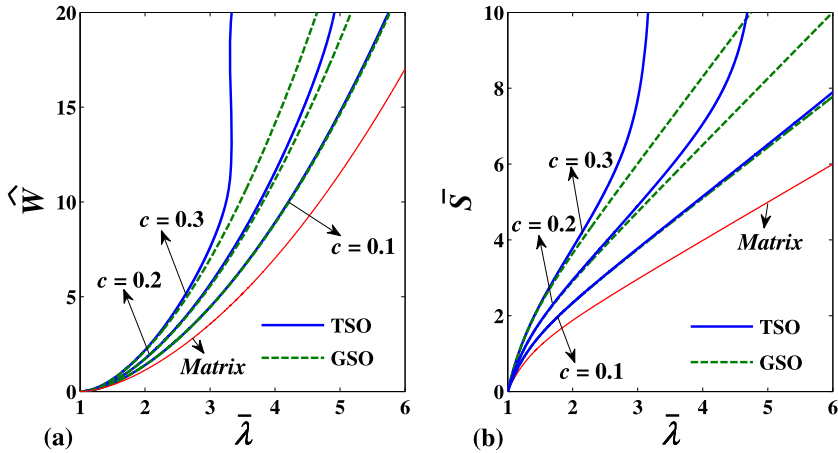 20
15
10
5
0
Ŵ
c = 0.3
c = 0.2
c = 0.1
Matrix
TSO
GSO
1 2 3 4 5 6
(a) λ̄
10
8
6
4
2
0
S̄
c = 0.3
c = 0.2
c = 0.1
Matrix
TSO
GSO
1 2 3 4 5 6
(b) λ̄